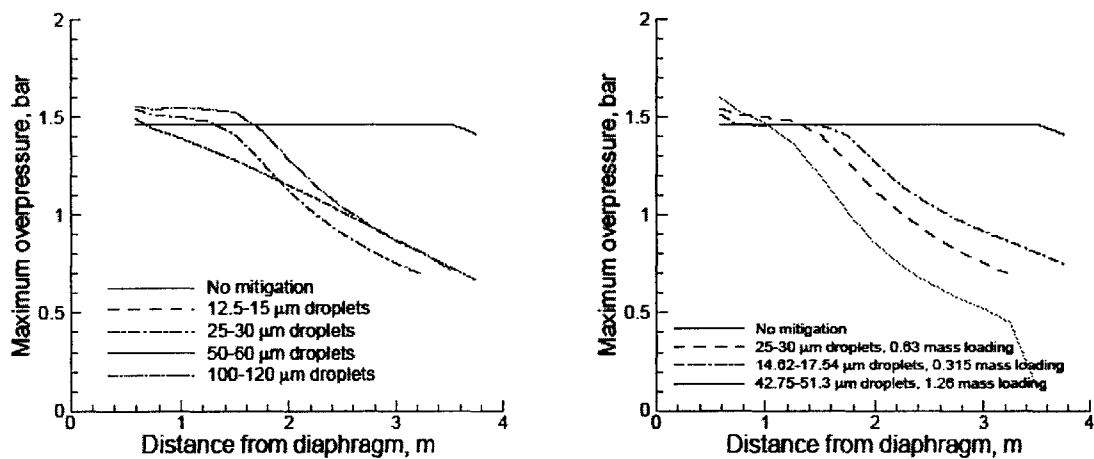 2
1.5
1
0.5
0
Maximum overpressure, bar
No mitigation
12.5-15 μm droplets
25-30 μm droplets
50-60 μm droplets
100-120 μm droplets
0 1 2 3 4
Distance from diaphragm, m
2
1.5
1
0.5
0
Maximum overpressure, bar
No mitigation
25-30 μm droplets, 0.63 mass loading
14.62-17.54 μm droplets, 0.315 mass loading
42.75-51.3 μm droplets, 1.26 mass loading
0 1 2 3 4
Distance from diaphragm, m